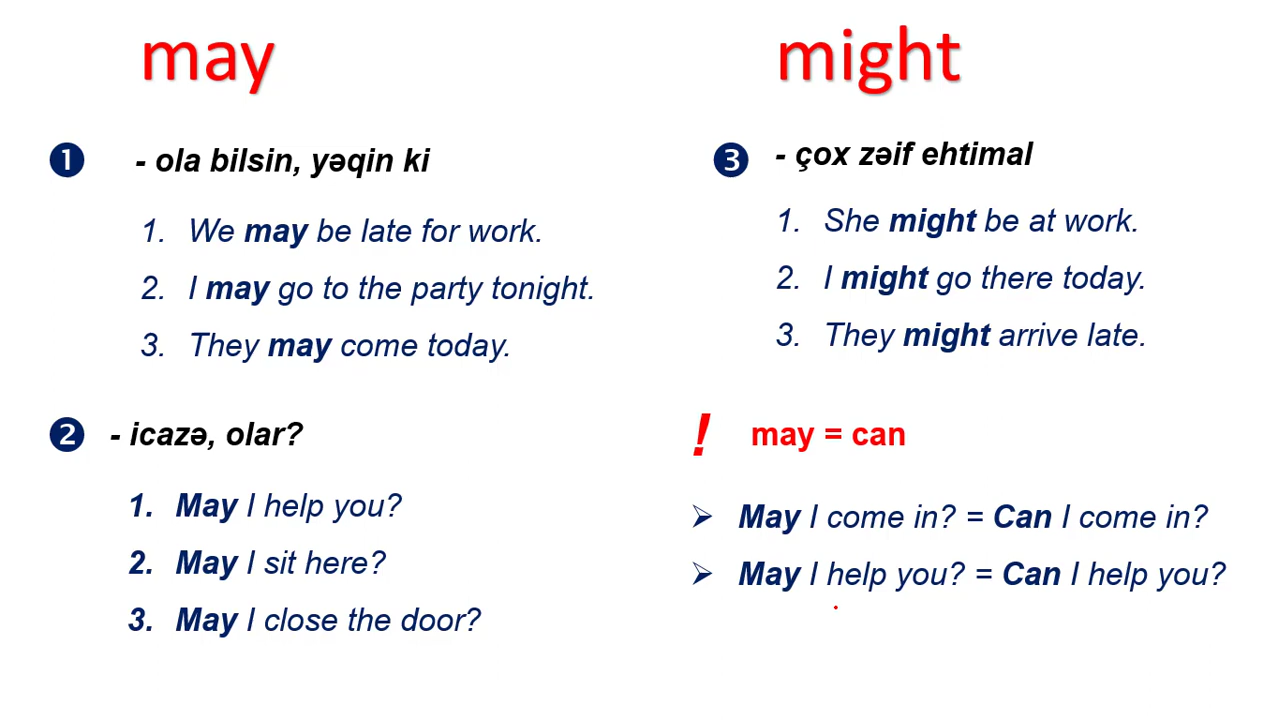 may
❶ - ola bilsin, yəqin ki
1. We may be late for work.
2. I may go to the party tonight.
3. They may come today.
❷ - icazə, olar?
1. May I help you?
2. May I sit here?
3. May I close the door?
might
❸ - çox zəif ehtimal
1. She might be at work.
2. I might go there today.
3. They might arrive late.
! may = can
➢ May I come in? = Can I come in?
➢ May I help you? = Can I help you?